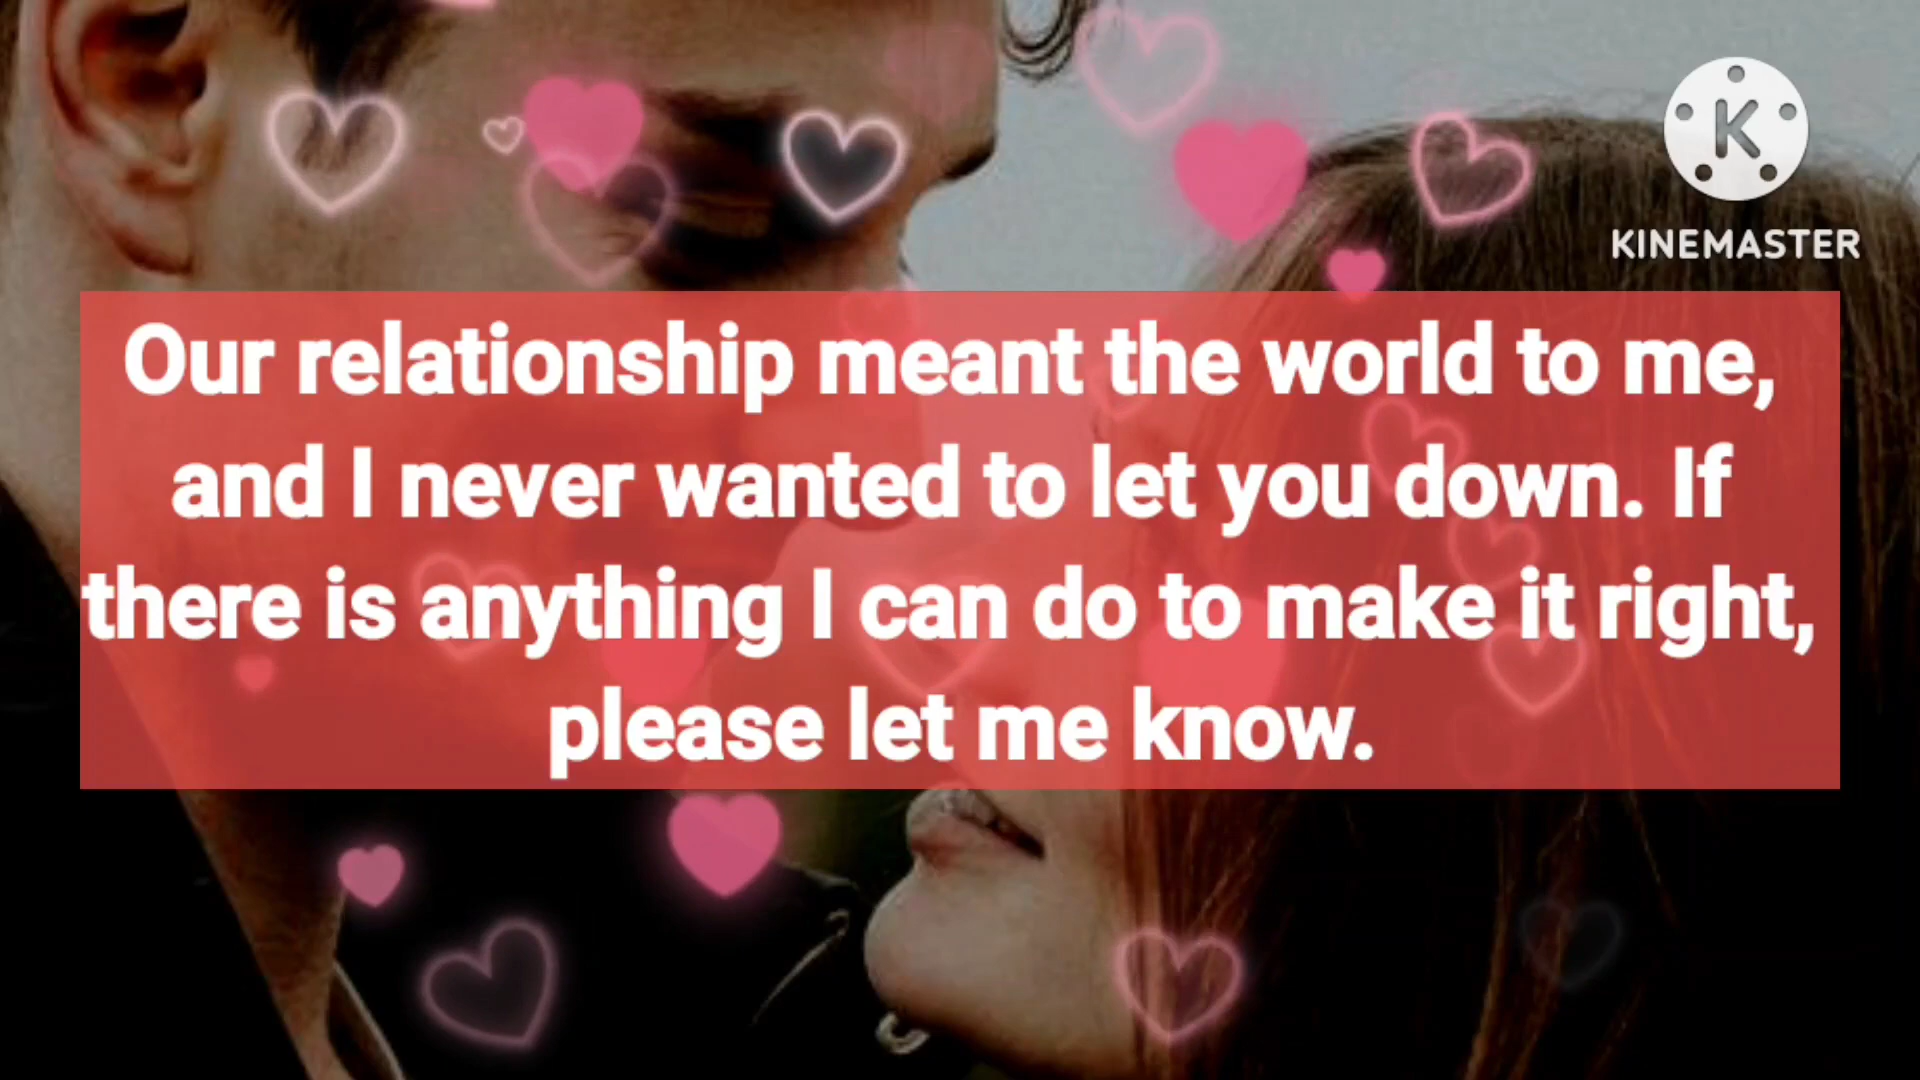 K
KINEMASTER
Our relationship meant the world to me,
and I never wanted to let you down. If
there is anything I can do to make it right,
please let me know.